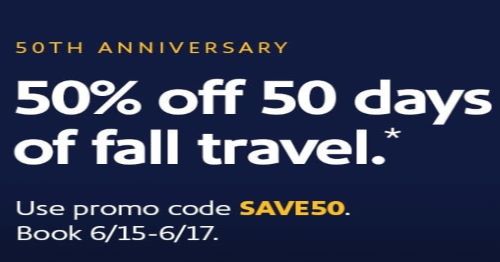 50TH ANNIVERSARY
50% off 50 days
of fall travel.*
Use promo code SAVE50.
Book 6/15-6/17.